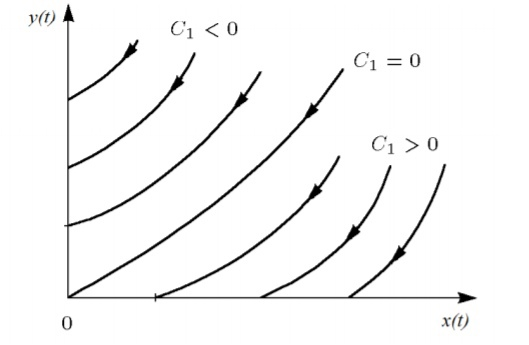 y(t)
C₁ < 0
C₁ = 0
C₁ > 0
0
x(t)